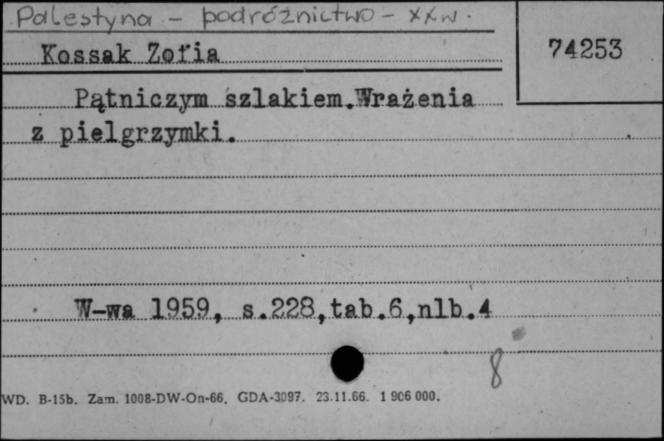 Palestyna - podróżnictwo - XX w.
Kossak Zofia
74253
Pątniczym szlakiem.Wrażenia
z pielgrzymki.
W-wa 1959, s.228,tab.6,nlb.4
8
WD. B-15b. Zam. 1008-DW-On-66. GDA-3097. 23.11.66. 1 906 000.